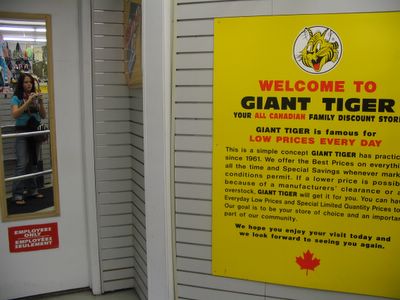 WELCOME TO
GIANT TIGER
YOUR ALL CANADIAN FAMILY DISCOUNT STORE
GIANT TIGER is famous for
LOW PRICES EVERY DAY
This is a simple concept GIANT TIGER has practic
since 1961. We offer the Best Prices on everythi
all the time and Special Savings whenever mark
conditions permit. If a lower price is possib
because of a manufacturers' clearance or a
overstock, GIANT TIGER will get it for you. You can hav
Everyday Low Prices and Special Limited Quantity Prices to
Our goal is to be your store of choice and an importan
part of our community.
We hope you enjoy your visit today and
we look forward to seeing you again.
EMPLOYEES
ONLY
EMPLOYÉS
SEULEMENT